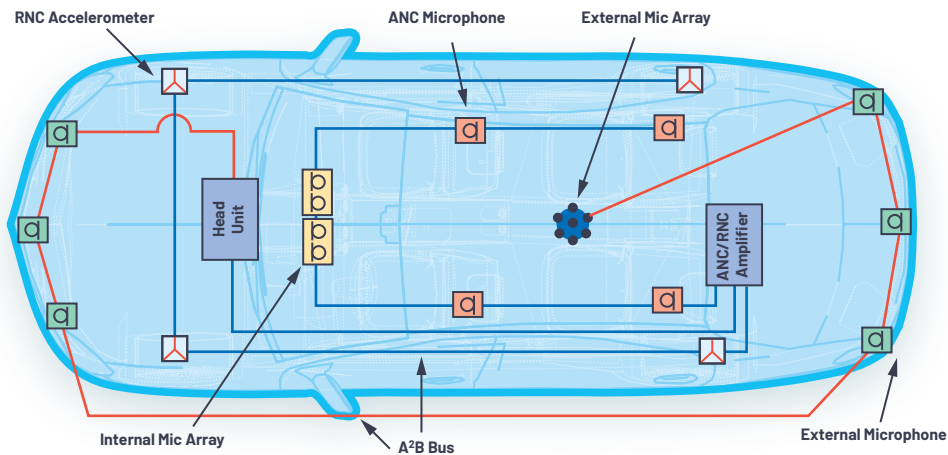 RNC Accelerometer
ANC Microphone
External Mic Array
Head
Unit
ANC/RNC
Amplifier
Internal Mic Array
A²B Bus
External Microphone